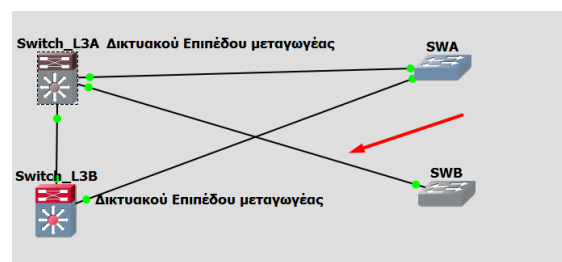 Switch_L3A Δικτυακού Επιπέδου μεταγωγέας
SWA
SWB
Switch_L3B
Δικτυακού Επιπέδου μεταγωγέας